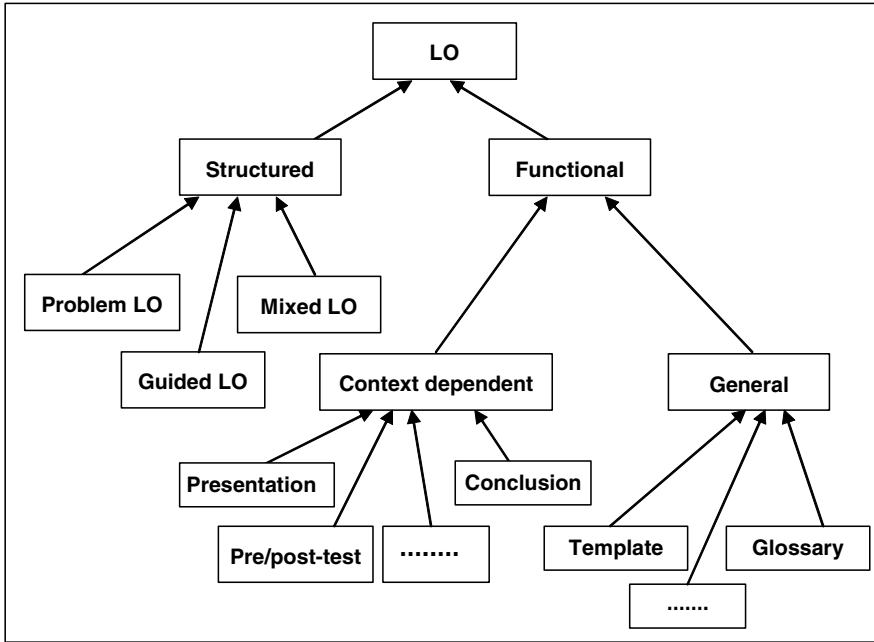 LO
Structured
Functional
Problem LO
Mixed LO
Guided LO
Context dependent
General
Presentation
Conclusion
Pre/post-test
........
Template
Glossary
.......